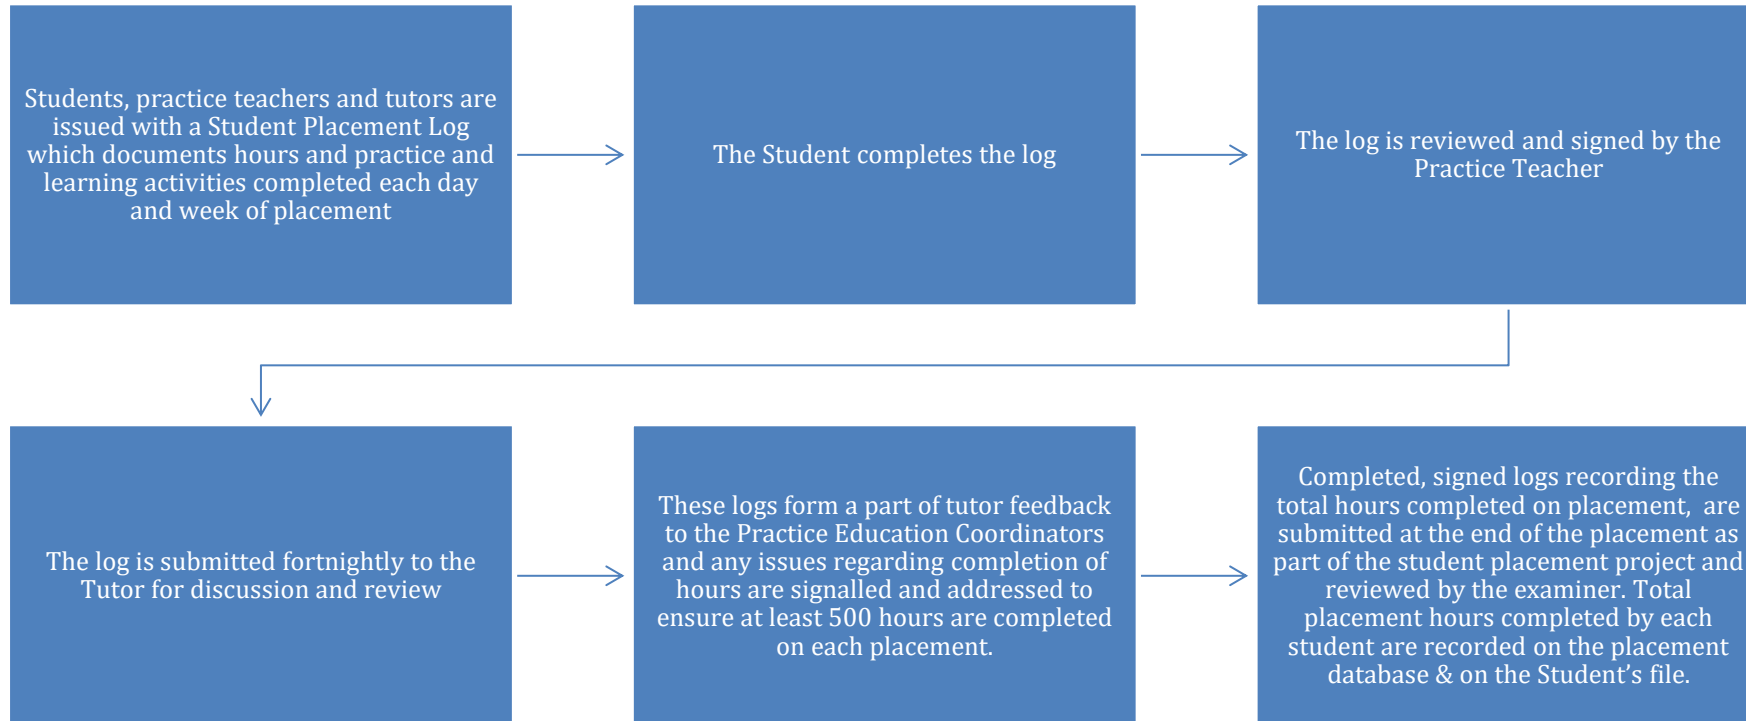 Students, practice teachers and tutors are
issued with a Student Placement Log
which documents hours and practice and
learning activities completed each day
and week of placement
The Student completes the log
The log is reviewed and signed by the
Practice Teacher
The log is submitted fortnightly to the
Tutor for discussion and review
These logs form a part of tutor feedback
to the Practice Education Coordinators
and any issues regarding completion of
hours are signalled and addressed to
ensure at least 500 hours are completed
on each placement.
Completed, signed logs recording the
total hours completed on placement,  are
submitted at the end of the placement as
part of the student placement project and
reviewed by the examiner. Total
placement hours completed by each
student are recorded on the placement
database & on the Student’s file.